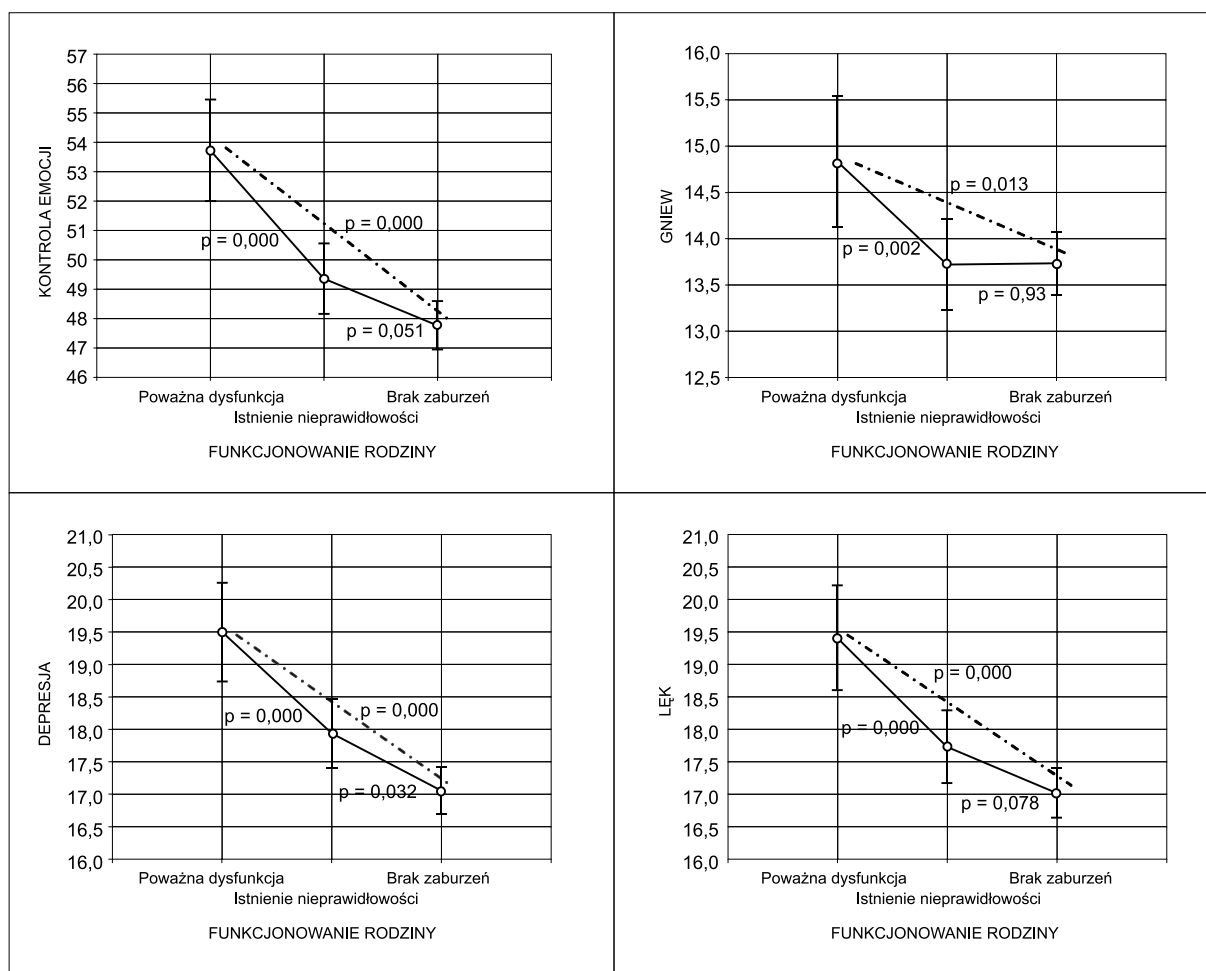 KONTROLA EMOCJI
57
56
55
54
53
52
51
50
49
48
47
46
p = 0,000
p = 0,000
p = 0,051
Poważna dysfunkcja Brak zaburzeń
Istnienie nieprawidłowości
FUNKCJONOWANIE RODZINY
GNIEW
16,0
15,5
15,0
14,5
14,0
13,5
13,0
12,5
p = 0,013
p = 0,002
p = 0,93
Poważna dysfunkcja Brak zaburzeń
Istnienie nieprawidłowości
FUNKCJONOWANIE RODZINY
DEPRESJA
21,0
20,5
20,0
19,5
19,0
18,5
18,0
17,5
17,0
16,5
16,0
p = 0,000
p = 0,000
p = 0,032
Poważna dysfunkcja Brak zaburzeń
Istnienie nieprawidłowości
FUNKCJONOWANIE RODZINY
LĘK
21,0
20,5
20,0
19,5
19,0
18,5
18,0
17,5
17,0
16,5
16,0
p = 0,000
p = 0,000
p = 0,078
Poważna dysfunkcja Brak zaburzeń
Istnienie nieprawidłowości
FUNKCJONOWANIE RODZINY